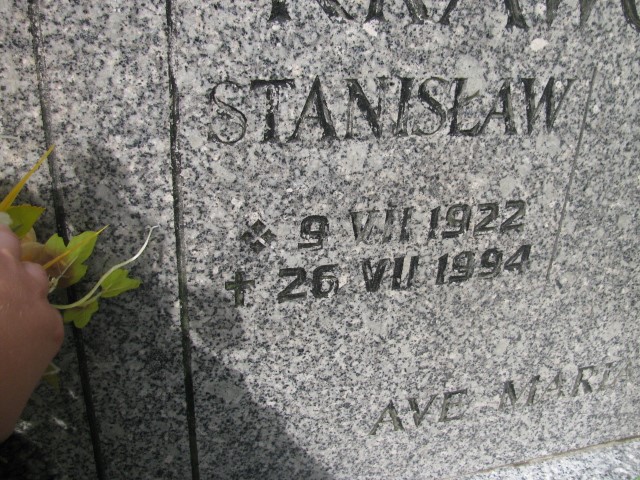 STANISŁAW
9 VII 1922
✝ 26 VII 1994
AVE